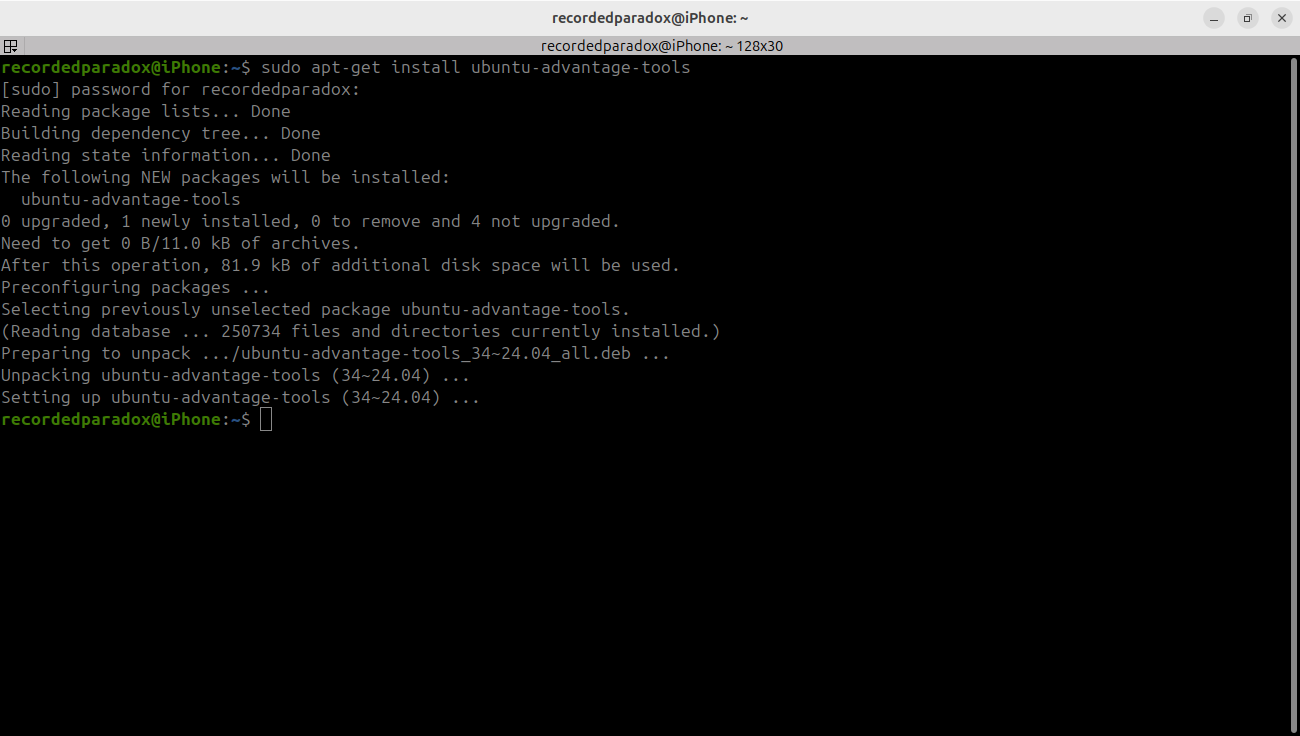 recordedparadox@iPhone: ~
recordedparadox@iPhone: ~ 128x30
recordedparadox@iPhone:~$ sudo apt-get install ubuntu-advantage-tools
[sudo] password for recordedparadox:
Reading package lists... Done
Building dependency tree... Done
Reading state information... Done
The following NEW packages will be installed:
  ubuntu-advantage-tools
0 upgraded, 1 newly installed, 0 to remove and 4 not upgraded.
Need to get 0 B/11.0 kB of archives.
After this operation, 81.9 kB of additional disk space will be used.
Preconfiguring packages ...
Selecting previously unselected package ubuntu-advantage-tools.
(Reading database ... 250734 files and directories currently installed.)
Preparing to unpack .../ubuntu-advantage-tools_34~24.04_all.deb ...
Unpacking ubuntu-advantage-tools (34~24.04) ...
Setting up ubuntu-advantage-tools (34~24.04) ...
recordedparadox@iPhone:~$